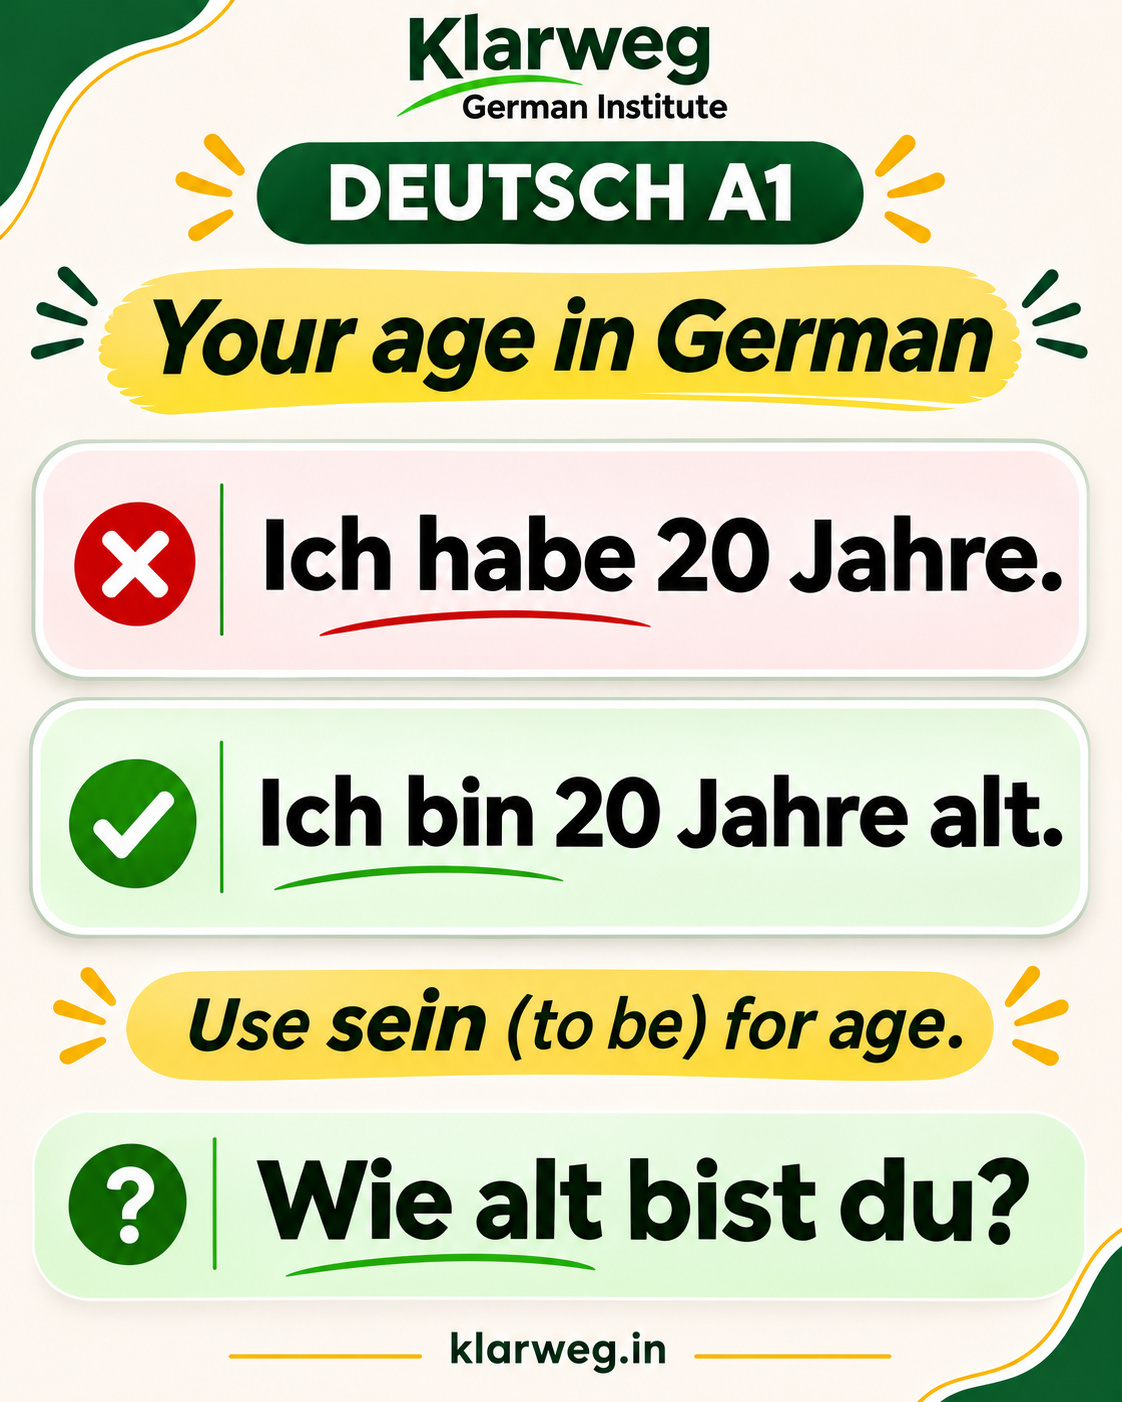 Klarweg
German Institute
DEUTSCH A1
Your age in German
Ich habe 20 Jahre.
Ich bin 20 Jahre alt.
Use sein (to be) for age.
?
Wie alt bist du?
klarweg.in